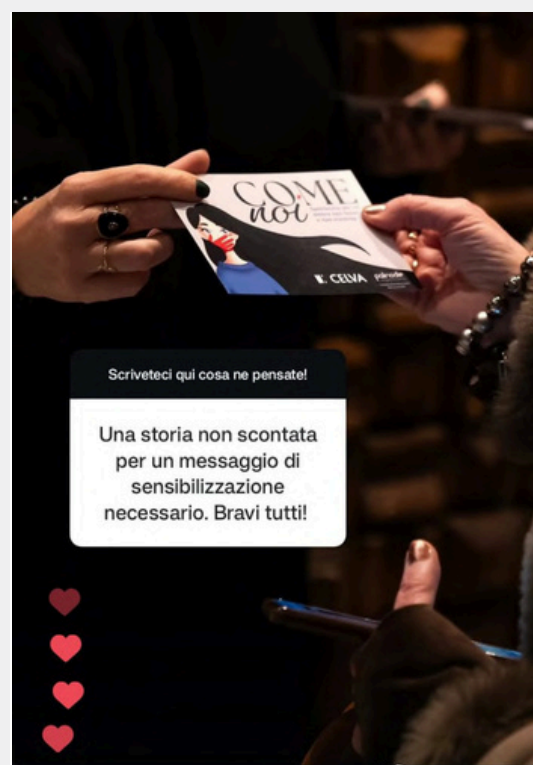 COME
noi
CELVA
palinodie
Scriveteci qui cosa ne pensate!
Una storia non scontata
per un messaggio di
sensibilizzazione
necessario. Bravi tutti!